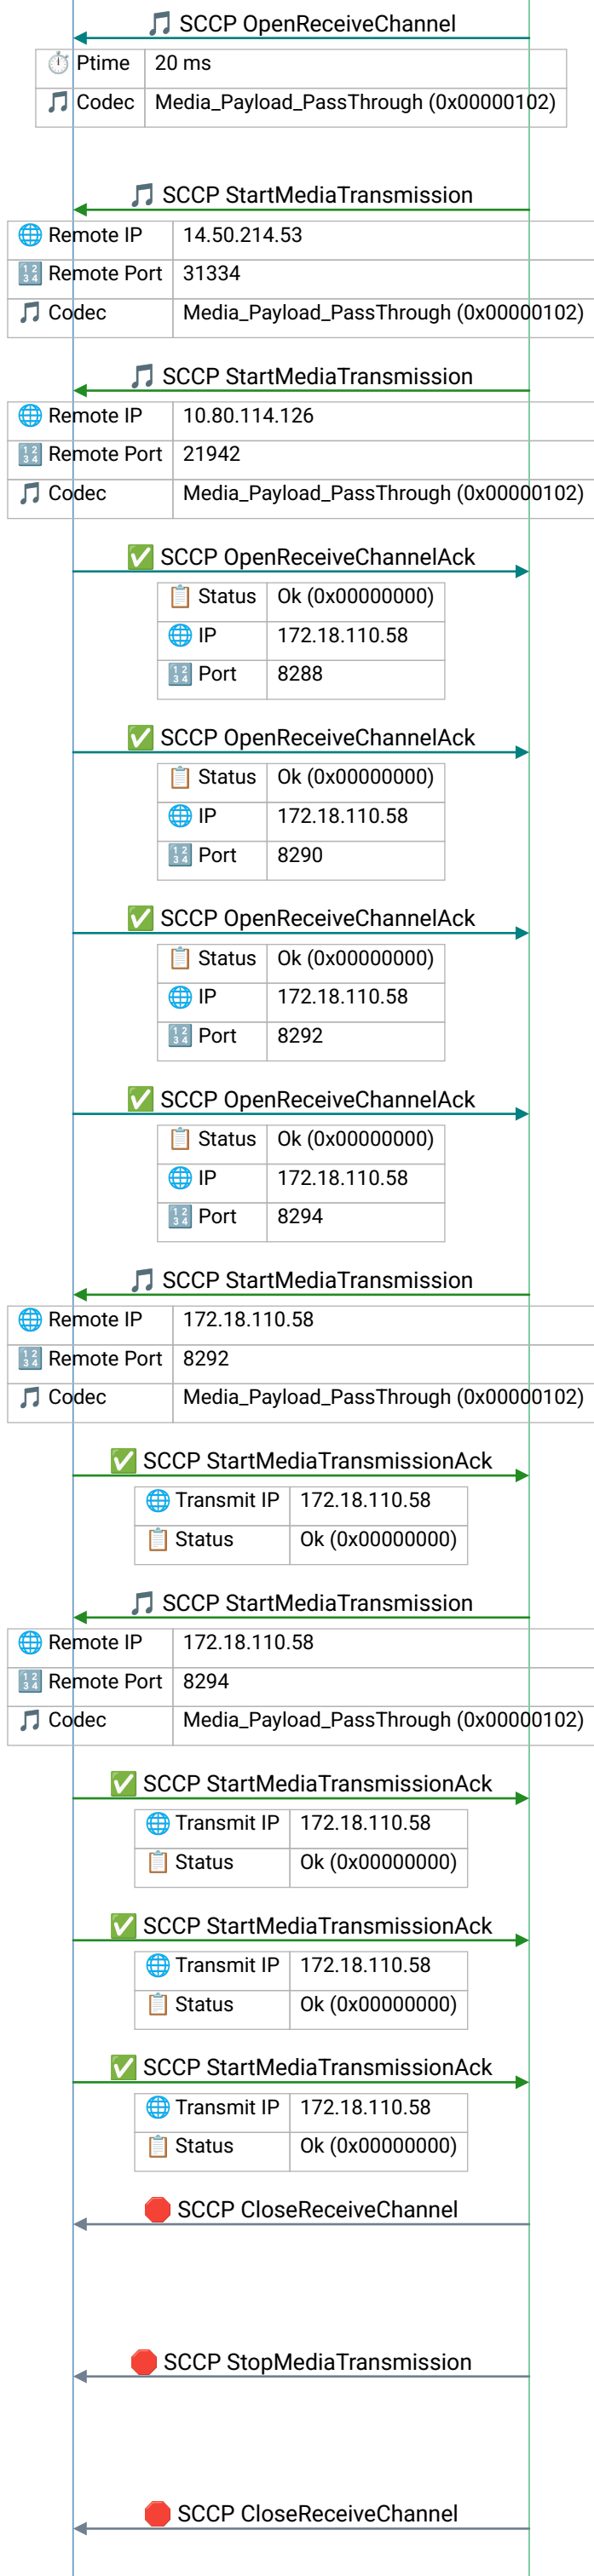 🎵 SCCP OpenReceiveChannel
⏱️ Ptime 20 ms
🎵 Codec Media_Payload_PassThrough (0x00000102)
🎵 SCCP StartMediaTransmission
🌐 Remote IP 14.50.214.53
🔢 Remote Port 31334
🎵 Codec Media_Payload_PassThrough (0x00000102)
🎵 SCCP StartMediaTransmission
🌐 Remote IP 10.80.114.126
🔢 Remote Port 21942
🎵 Codec Media_Payload_PassThrough (0x00000102)
✅ SCCP OpenReceiveChannelAck
📋 Status Ok (0x00000000)
🌐 IP 172.18.110.58
🔢 Port 8288
✅ SCCP OpenReceiveChannelAck
📋 Status Ok (0x00000000)
🌐 IP 172.18.110.58
🔢 Port 8290
✅ SCCP OpenReceiveChannelAck
📋 Status Ok (0x00000000)
🌐 IP 172.18.110.58
🔢 Port 8292
✅ SCCP OpenReceiveChannelAck
📋 Status Ok (0x00000000)
🌐 IP 172.18.110.58
🔢 Port 8294
🎵 SCCP StartMediaTransmission
🌐 Remote IP 172.18.110.58
🔢 Remote Port 8292
🎵 Codec Media_Payload_PassThrough (0x00000102)
✅ SCCP StartMediaTransmissionAck
🌐 Transmit IP 172.18.110.58
📋 Status Ok (0x00000000)
🎵 SCCP StartMediaTransmission
🌐 Remote IP 172.18.110.58
🔢 Remote Port 8294
🎵 Codec Media_Payload_PassThrough (0x00000102)
✅ SCCP StartMediaTransmissionAck
🌐 Transmit IP 172.18.110.58
📋 Status Ok (0x00000000)
✅ SCCP StartMediaTransmissionAck
🌐 Transmit IP 172.18.110.58
📋 Status Ok (0x00000000)
✅ SCCP StartMediaTransmissionAck
🌐 Transmit IP 172.18.110.58
📋 Status Ok (0x00000000)
🛑 SCCP CloseReceiveChannel
🛑 SCCP StopMediaTransmission
🛑 SCCP CloseReceiveChannel